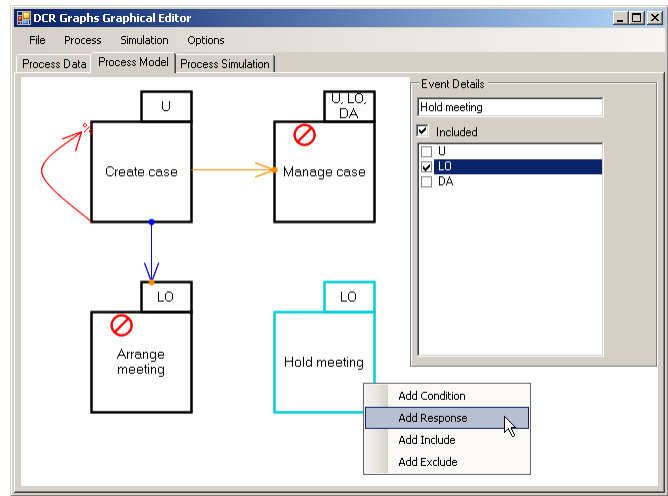 DCR Graphs Graphical Editor
File Process Simulation Options
Process Data Process Model Process Simulation
U
%
Create case
U, LO,
DA
Manage case
LO
Arrange
meeting
LO
Hold meeting
Event Details
Hold meeting
Included
U
LO
DA
Add Condition
Add Response
Add Include
Add Exclude